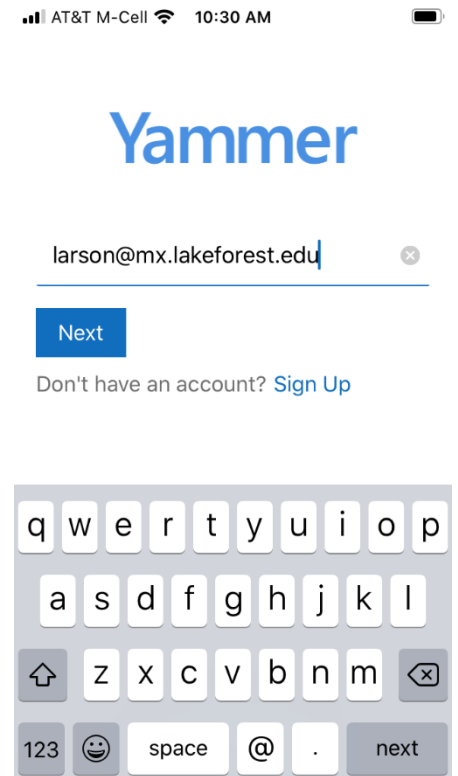 AT&T M-Cell 10:30 AM
Yammer
larson@mx.lakeforest.edu
Next
Don't have an account? Sign Up
q w e r t y u i o p
a s d f g h j k l
z x c v b n m
123 space @ . next